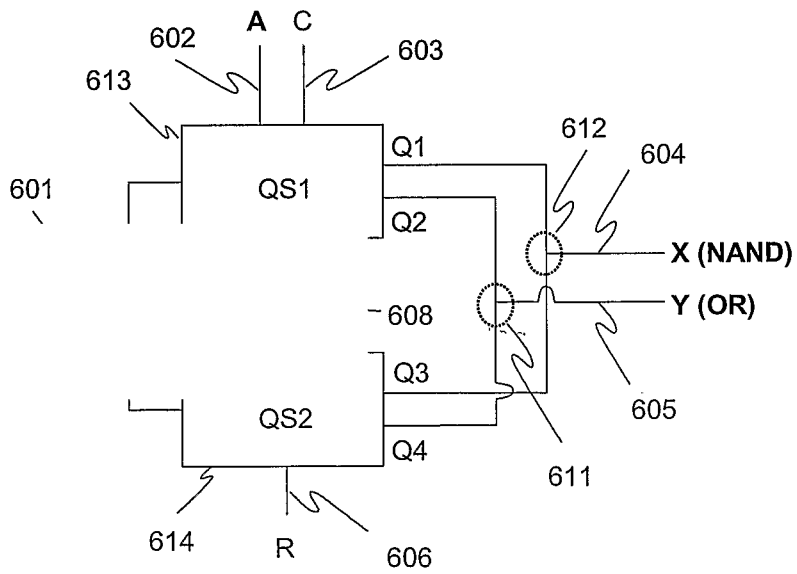 A C
602
603
613
612
604
Q1
601
QS1
Q2
X (NAND)
608
Y (OR)
Q3
605
QS2
Q4
611
614
R
606